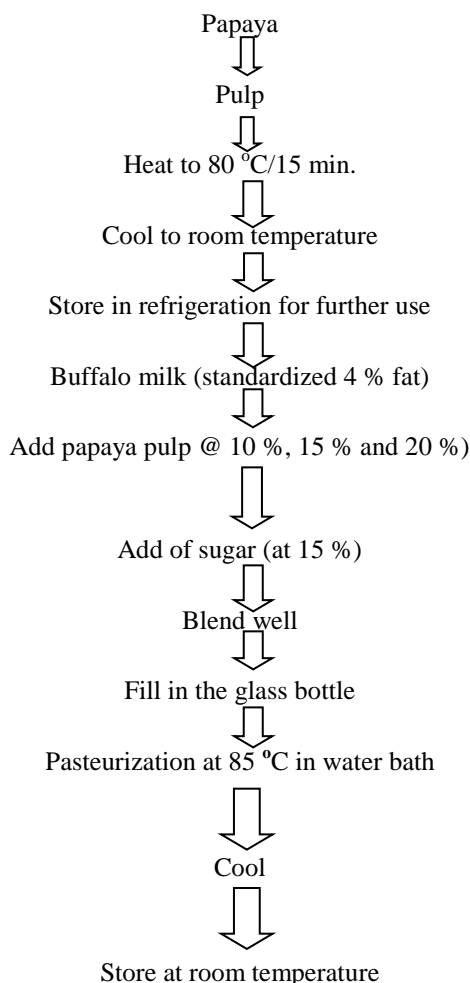 Papaya
Pulp
Heat to 80 °C/15 min.
Cool to room temperature
Store in refrigeration for further use
Buffalo milk (standardized 4 % fat)
Add papaya pulp @ 10 %, 15 % and 20 %)
Add of sugar (at 15 %)
Blend well
Fill in the glass bottle
Pasteurization at 85 °C in water bath
Cool
Store at room temperature